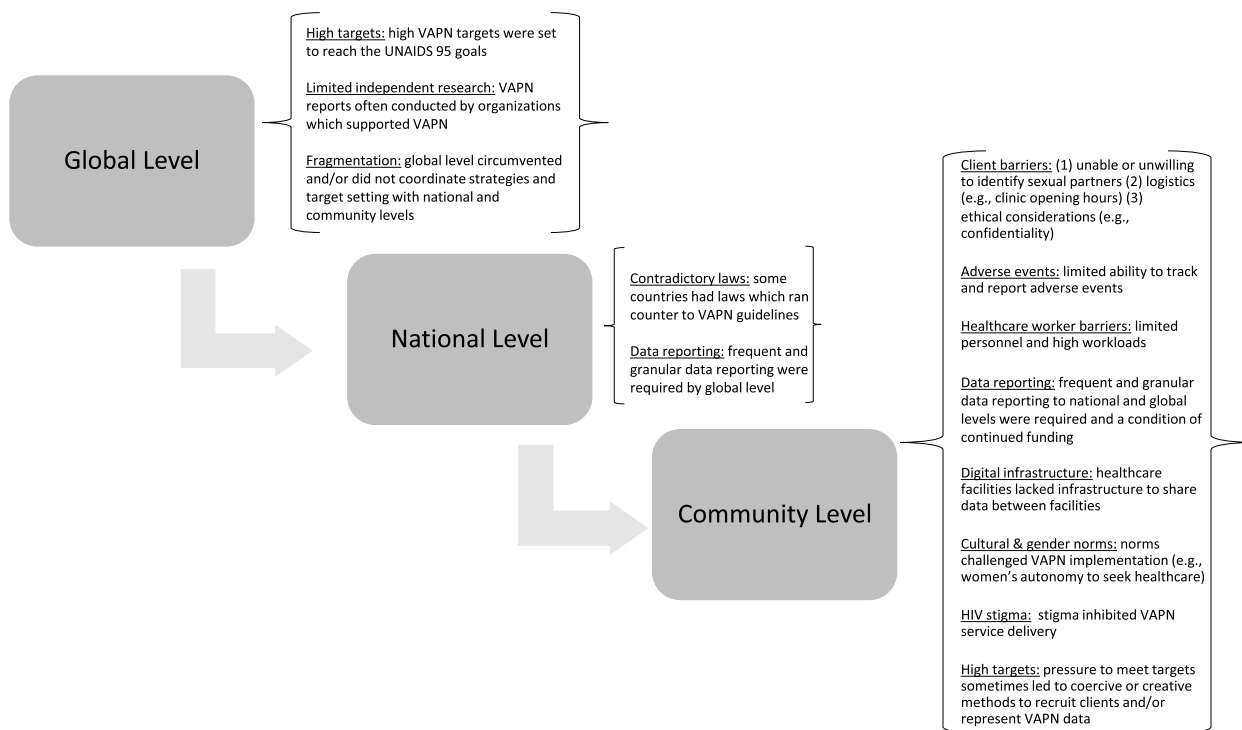 High targets: high VAPN targets were set
to reach the UNAIDS 95 goals
Limited independent research: VAPN
reports often conducted by organizations
which supported VAPN
Fragmentation: global level circumvented
and/or did not coordinate strategies and
target setting with national and
community levels
Global Level
Contradictory laws: some
countries had laws which ran
counter to VAPN guidelines
Data reporting: frequent and
granular data reporting were
required by global level
National Level
Client barriers: (1) unable or unwilling
to identify sexual partners (2) logistics
(e.g., clinic opening hours) (3)
ethical considerations (e.g.,
confidentiality)
Adverse events: limited ability to track
and report adverse events
Healthcare worker barriers: limited
personnel and high workloads
Data reporting: frequent and granular
data reporting to national and global
levels were required and a condition of
continued funding
Digital infrastructure: healthcare
facilities lacked infrastructure to share
data between facilities
Cultural & gender norms: norms
challenged VAPN implementation (e.g.,
women’s autonomy to seek healthcare)
HIV stigma: stigma inhibited VAPN
service delivery
High targets: pressure to meet targets
sometimes led to coercive or creative
methods to recruit clients and/or
represent VAPN data
Community Level